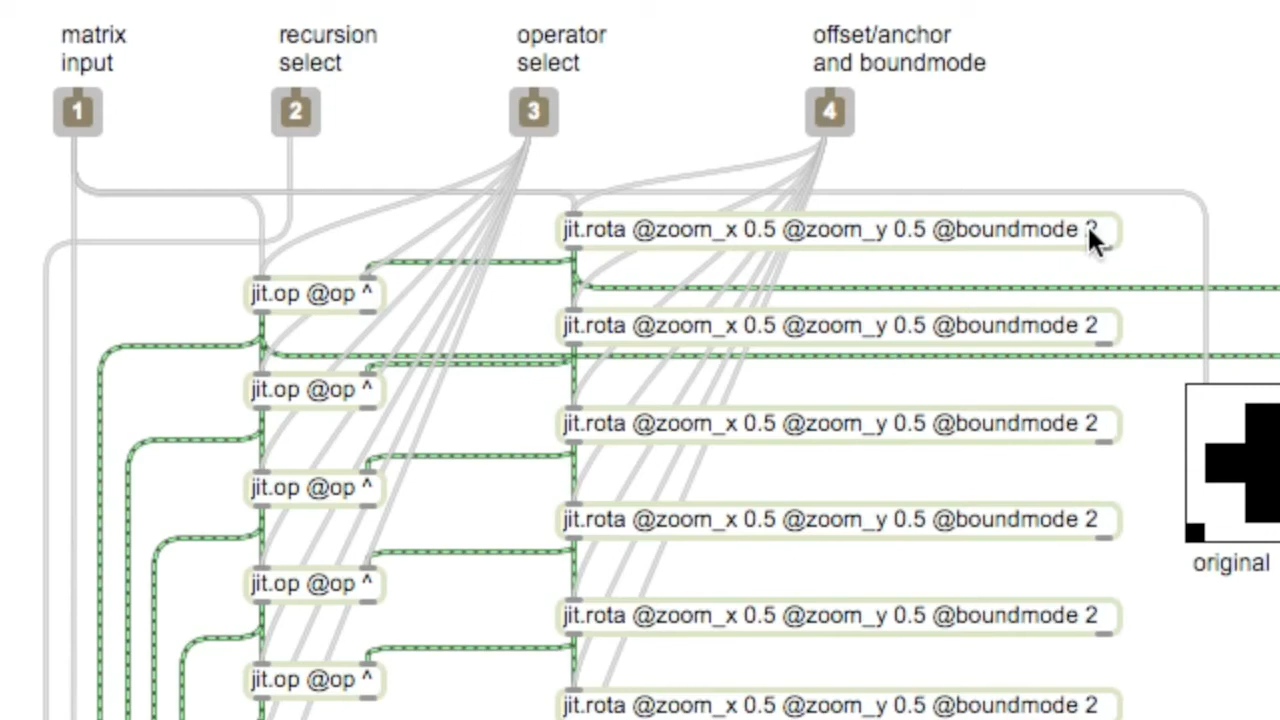 matrix
input
recursion
select
operator
select
offset/anchor
and boundmode
1
2
3
4
jit.rota @zoom_x 0.5 @zoom_y 0.5 @boundmode 2
jit.op @op ^
jit.rota @zoom_x 0.5 @zoom_y 0.5 @boundmode 2
jit.op @op ^
jit.rota @zoom_x 0.5 @zoom_y 0.5 @boundmode 2
jit.op @op ^
jit.rota @zoom_x 0.5 @zoom_y 0.5 @boundmode 2
original
jit.op @op ^
jit.rota @zoom_x 0.5 @zoom_y 0.5 @boundmode 2
jit.op @op ^
jit.rota @zoom_x 0.5 @zoom_y 0.5 @boundmode 2